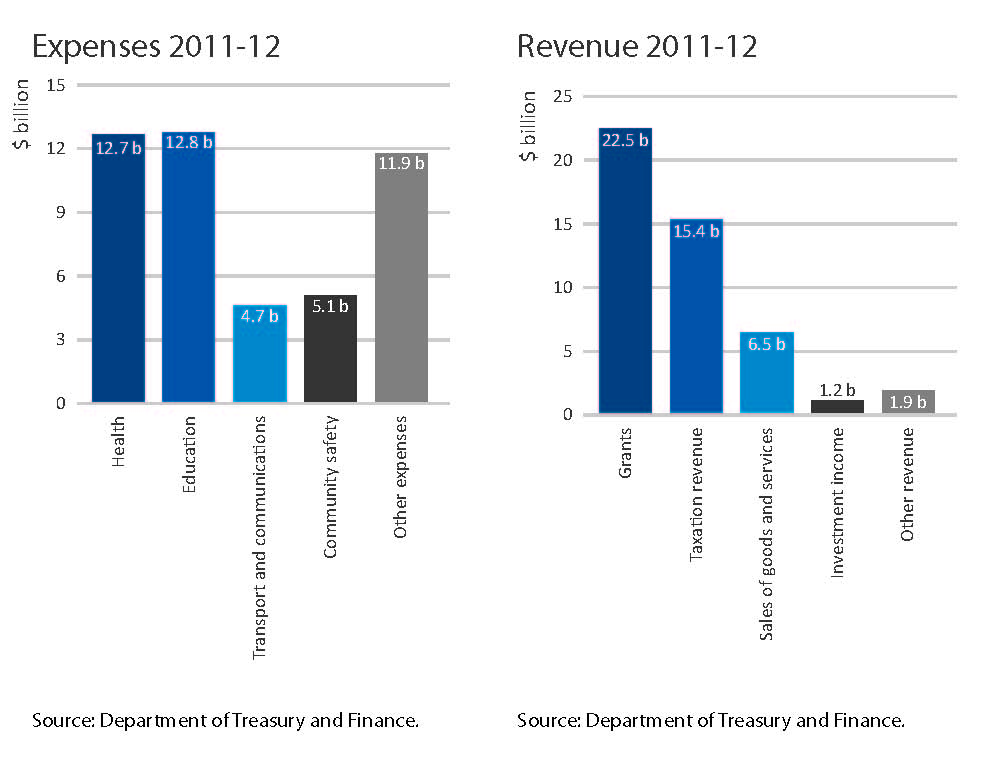 Expenses 2011-12
$ billion
15
12
9
6
3
0
12.7 b
12.8 b
4.7 b
5.1 b
11.9 b
Health
Education
Transport and communications
Community safety
Other expenses
Source: Department of Treasury and Finance.
Revenue 2011-12
$ billion
25
20
15
10
5
0
22.5 b
15.4 b
6.5 b
1.2 b
1.9 b
Grants
Taxation revenue
Sales of goods and services
Investment income
Other revenue
Source: Department of Treasury and Finance.